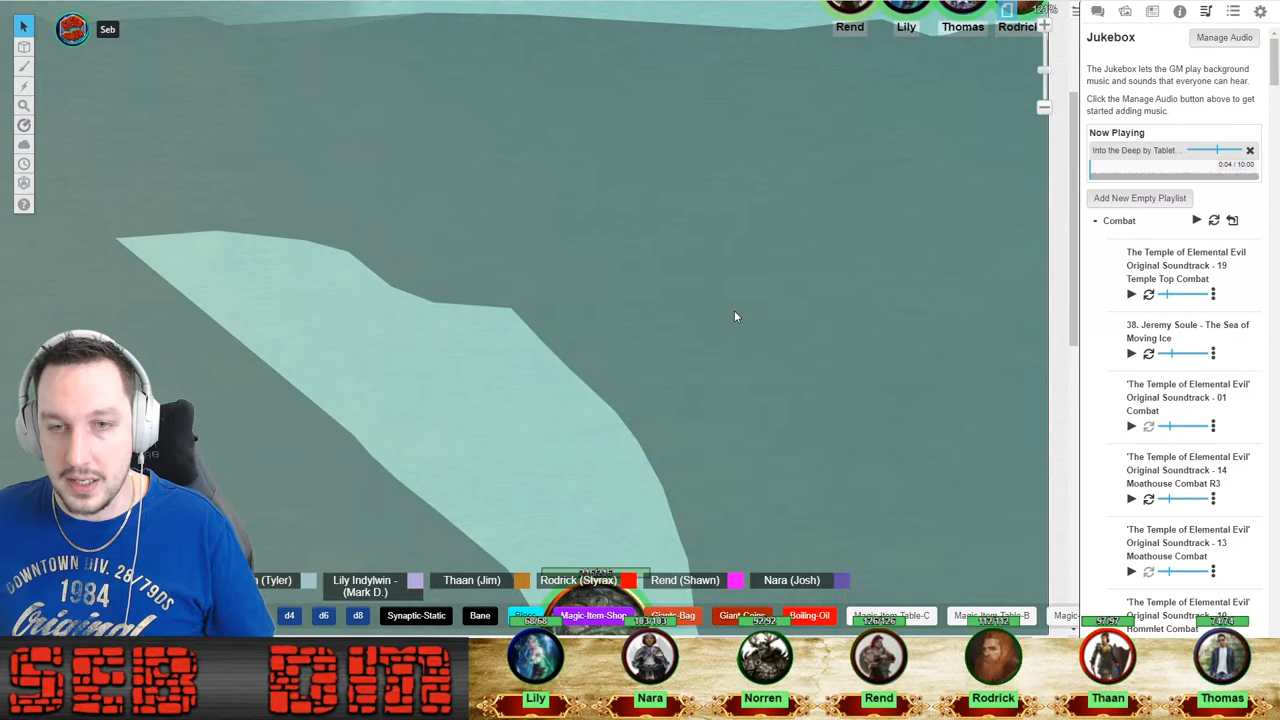 Seb
Rend
Lily
Thomas
Jukebox
Manage Audio
The Jukebox lets the GM play background
music and sounds that everyone can hear.
Click the Manage Audio button above to get
started adding music.
Now Playing
Into the Deep by Tablet...
0:04 / 10:00
Add New Empty Playlist
Combat
The Temple of Elemental Evil
Original Soundtrack - 19
Temple Top Combat
38. Jeremy Soule - The Sea of
Moving Ice
'The Temple of Elemental Evil'
Original Soundtrack - 01
Combat
'The Temple of Elemental Evil'
Original Soundtrack - 14
Moathouse Combat R3
'The Temple of Elemental Evil'
Original Soundtrack - 13
Moathouse Combat
'The Temple of Elemental Evil'
Hommlet Combat
(Tyler)
Lily Indylwin -
(Mark D.)
Thaan (Jim)
Rodrick (Styrax)
Rend (Shawn)
Nara (Josh)
d4
d6
d8
Synaptic-Static
Bane
Bless
Magic-Item-Shop
Giants-Bag
Giant Coins
Boiling-Oil
Magic Item Table-C
Magic Item Table-B
Magic-
68/68
103/103
92/92
126/126
112/112
97/97
74/74
DOWNTOWN DIV. 28/790S
1984
Original
SEB DM
Lily
Nara
Norren
Rend
Rodrick
Thaan
Thomas